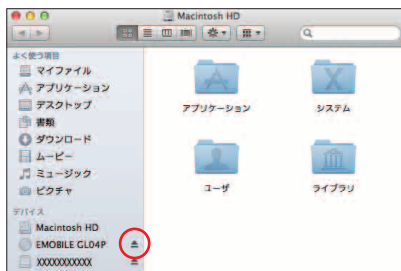 Macintosh HD
よく使う項目
マイファイル
アプリケーション
デスクトップ
書類
ダウンロード
ムービー
ミュージック
ピクチャ
デバイス
Macintosh HD
EMOBILE GL04P
XXXXXXXXXXX
アプリケーション
システム
ユーザ
ライブラリ